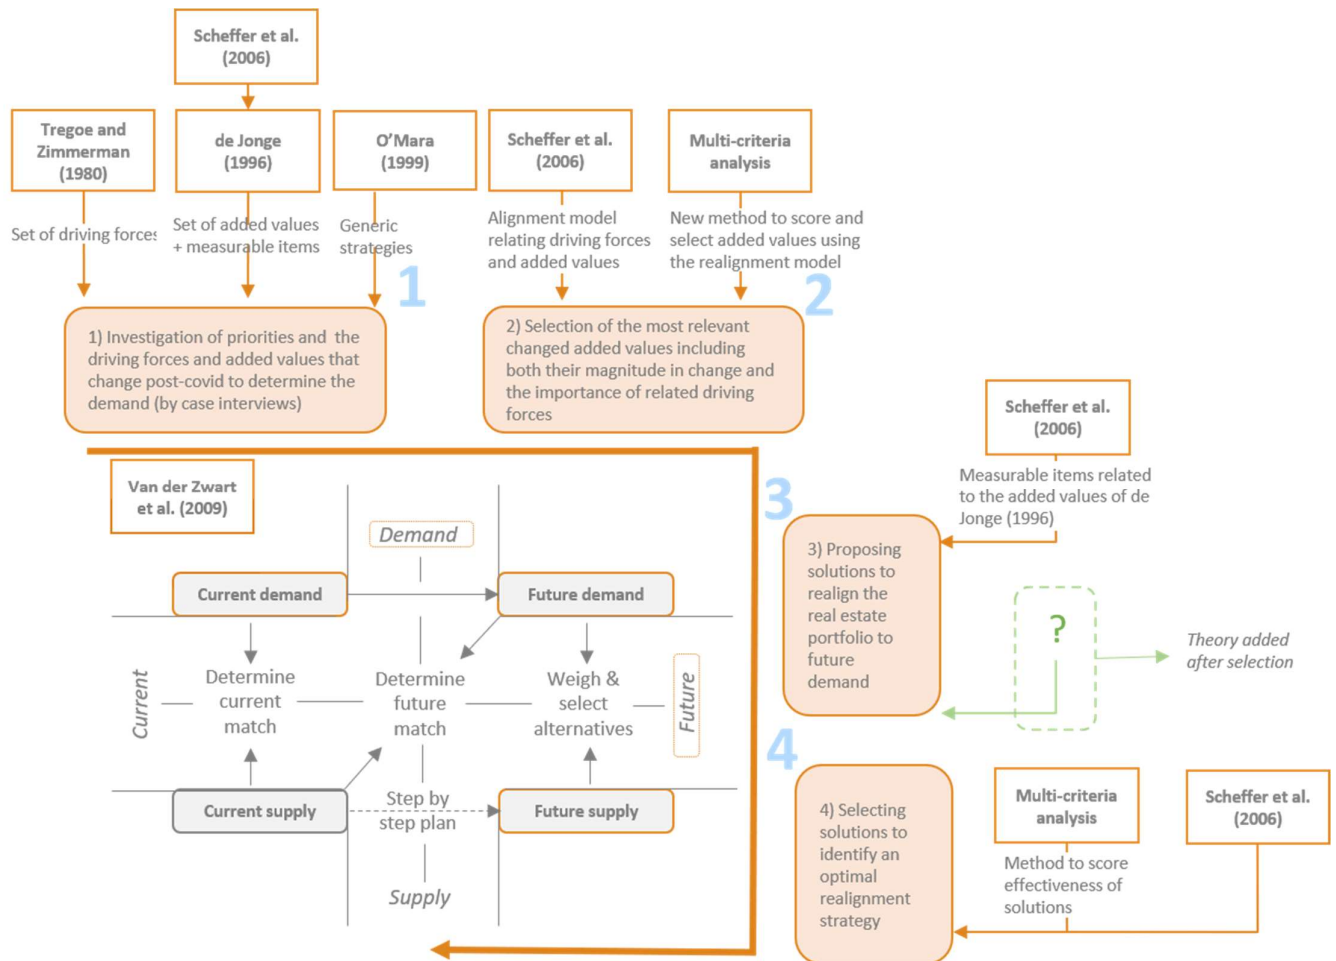 Scheffer et al.
(2006)
Tregoe and
Zimmerman
(1980)
de Jonge
(1996)
O’Mara
(1999)
Scheffer et al.
(2006)
Multi-criteria
analysis
Set of driving forces
Set of added values
+ measurable items
Generic
strategies
Alignment model
relating driving forces
and added values
New method to score and
select added values using
the realignment model
1
2
1) Investigation of priorities and the
driving forces and added values that
change post-covid to determine the
demand (by case interviews)
2) Selection of the most relevant
changed added values including
both their magnitude in change and
the importance of related driving
forces
Scheffer et al.
(2006)
Measurable items related
to the added values of de
Jonge (1996)
3
3) Proposing
solutions to
realign the
real estate
portfolio to
future
demand
?
Theory added
after selection
Van der Zwart
et al. (2009)
Demand
Current demand
Future demand
Current
Determine
current
match
Determine
future
match
Weigh &
select
alternatives
Future
Current supply
Step by
step plan
Future supply
Supply
4
4) Selecting
solutions to
identify an
optimal
realignment
strategy
Multi-criteria
analysis
Scheffer et al.
(2006)
Method to score
effectiveness of
solutions